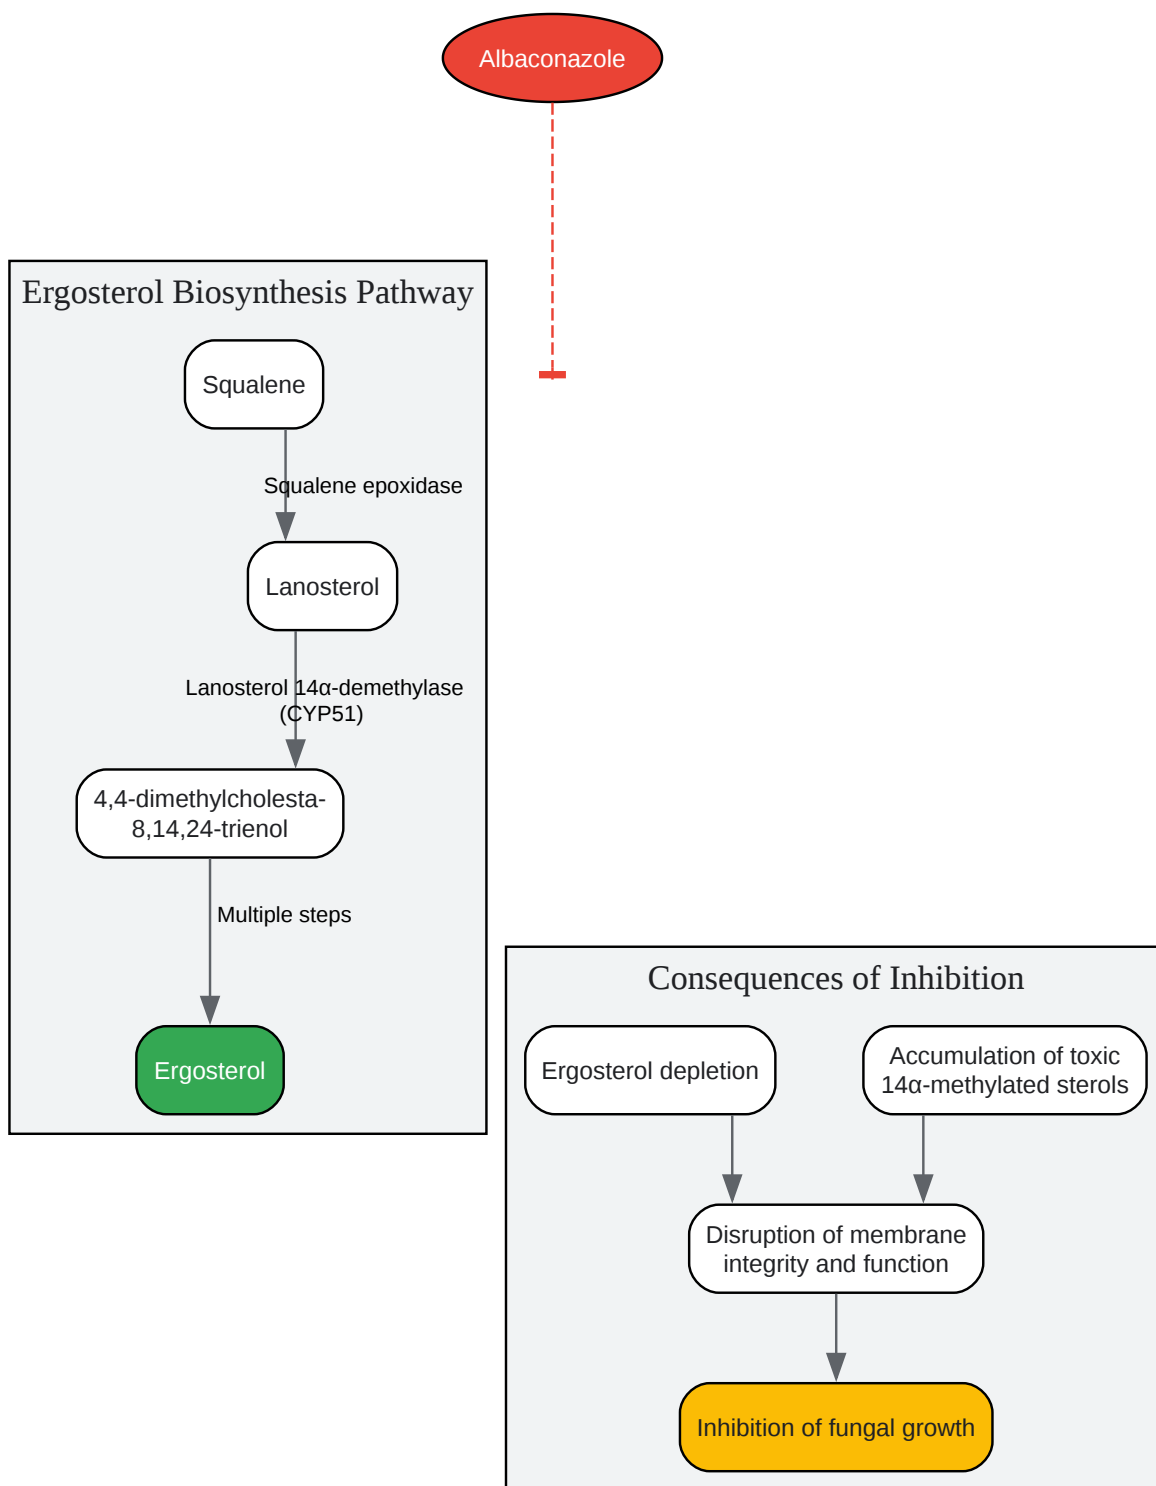 Albaconazole
Ergosterol Biosynthesis Pathway
Squalene
Squalene epoxidase
Lanosterol
Lanosterol 14α-demethylase
(CYP51)
4,4-dimethylcholesta-
8,14,24-trienol
Multiple steps
Ergosterol
Consequences of Inhibition
Ergosterol depletion
Accumulation of toxic
14α-methylated sterols
Disruption of membrane
integrity and function
Inhibition of fungal growth